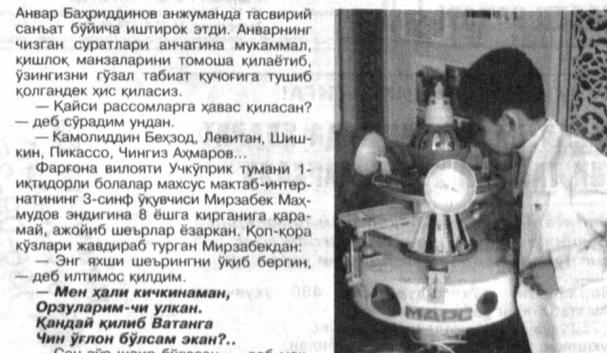 Анвар Баҳриддинов анжуманда тасвирий
санъат бўйича иштирок этди. Анварнинг
чизган суратлари анчагина мукаммал,
қишлоқ манзаларини томоша қилаётиб,
ўзингизни гўзал табиат қучоғига тушиб
қолгандек ҳис қиласиз.
— Қайси рассомларга ҳавас қиласан?
— деб сўрадим ундан.
— Камолиддин Беҳзод, Левитан, Шиш-
кин, Пикассо, Чингиз Аҳмаров...
Фарғона вилояти Учкўприк тумани 1-
иқтидорли болалар махсус мактаб-интер-
натининг 3-синф ўқувчиси Мирзабек Маҳ-
мудов эндигина 8 ёшга кирганига қара-
май, ажойиб шеърлар ёзаркан. Қоп-қора
кўзлари жавдираб турган Мирзабекдан:
— Энг яхши шеърингни ўқиб бергин,
— деб илтимос қилдим.
— Мен ҳали кичкинаман,
Орзуларим-чи улкан.
Қандай қилиб Ватанга
Чин ўғлон бўлсам экан?..
МАРС